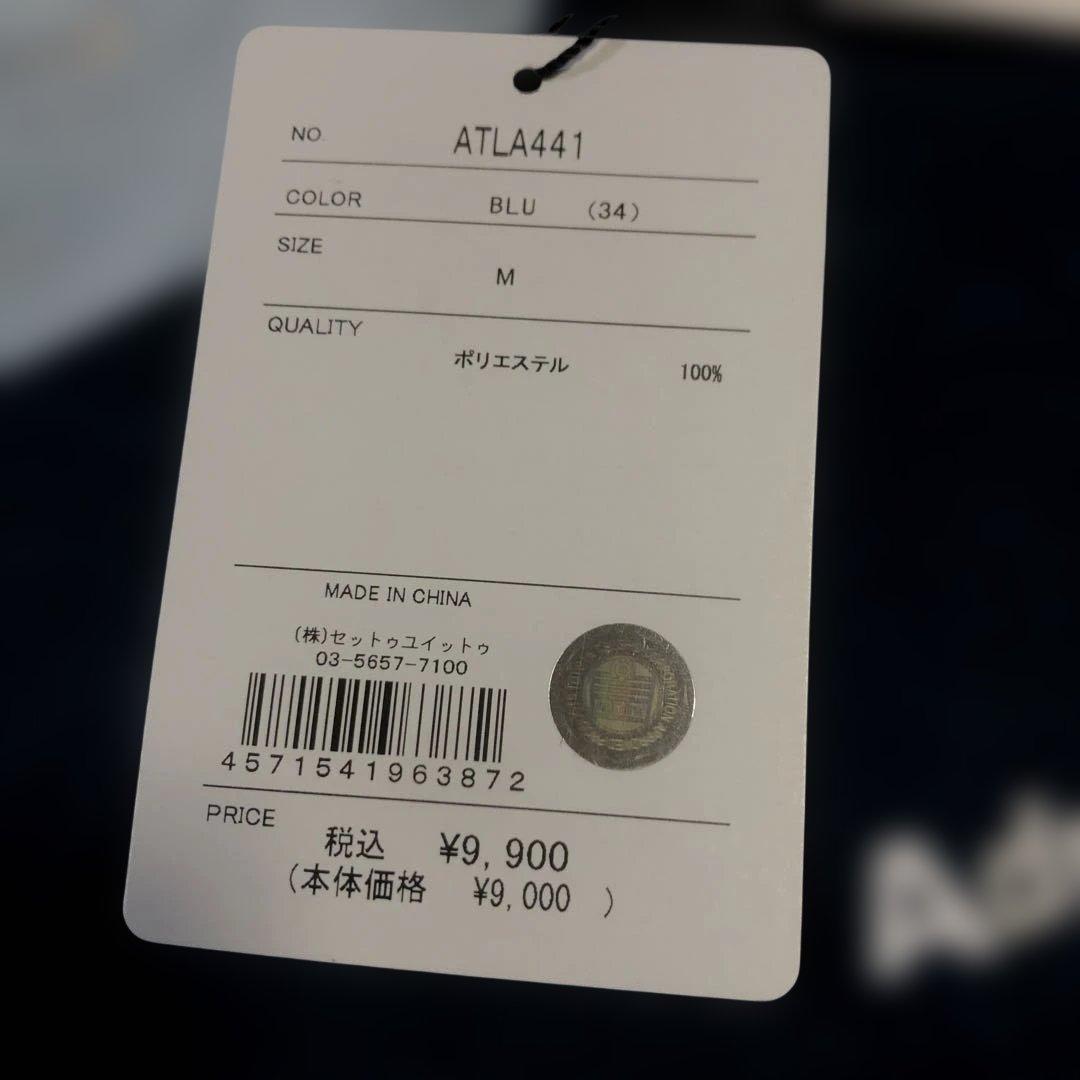 NO. ATLA441
COLOR BLU (34)
SIZE
M
QUALITY
ポリエステル 100%
MADE IN CHINA
(株)セットゥユイットゥ
03-5657-7100
4571541963872
PRICE
税込 ¥9,900
(本体価格 ¥9,000 )